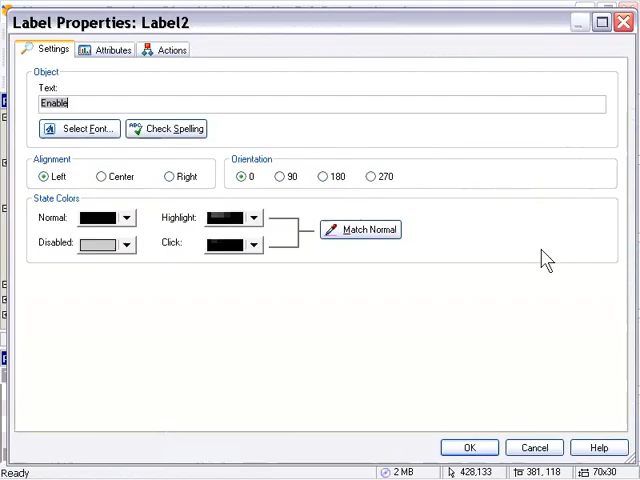 Label Properties: Label2
Settings Attributes Actions
Object
Text:
Enable
Select Font... ABC Check Spelling
Alignment Orientation
Left Center Right 0 90 180 270
State Colors
Normal: Highlight:
Match Normal
Disabled: Click:
OK Cancel Help
Ready 2 MB 428,133 381, 118 70x30